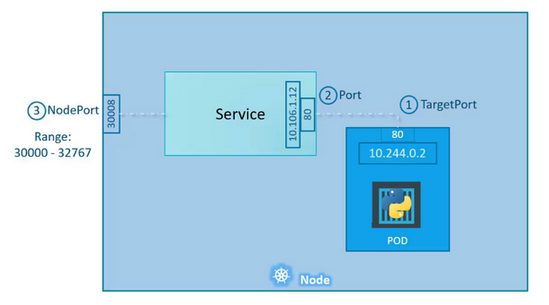 3 NodePort
Range:
30000 - 32767
30008
Service
10.106.1.12
80
2 Port
1 TargetPort
80
10.244.0.2
POD
Node